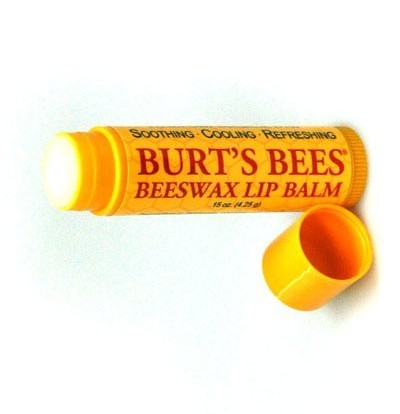 SOOTHING · COOLING · REFRESHING
BURT'S BEES®
BEESWAX LIP BALM
.15 oz. (4.25 g)